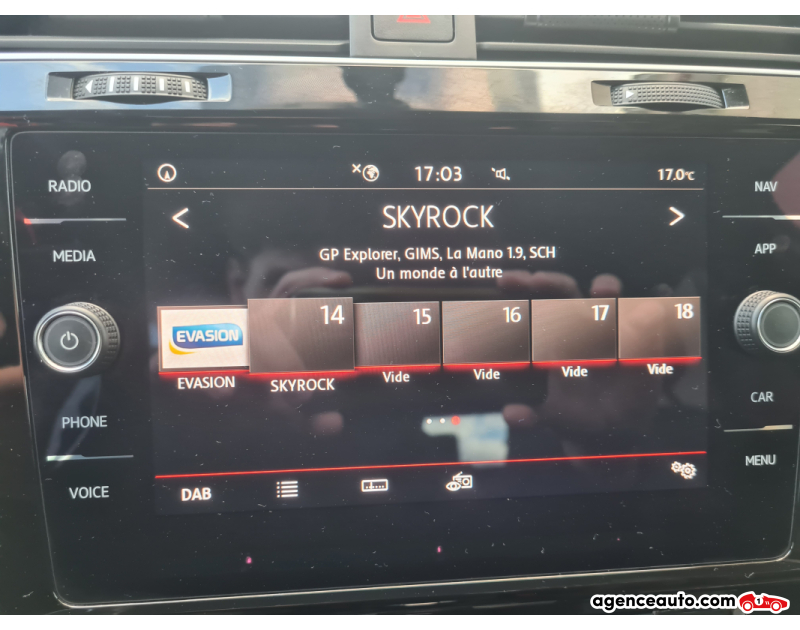 17:03 17.0°C
RADIO
NAV
< SKYROCK >
MEDIA
APP
GP Explorer, GIMS, La Mano 1.9, SCH
Un monde à l'autre
EVASION 14 15 16 17 18
EVASION SKYROCK Vide Vide Vide Vide
PHONE
CAR
VOICE
MENU
DAB
agenceauto.com